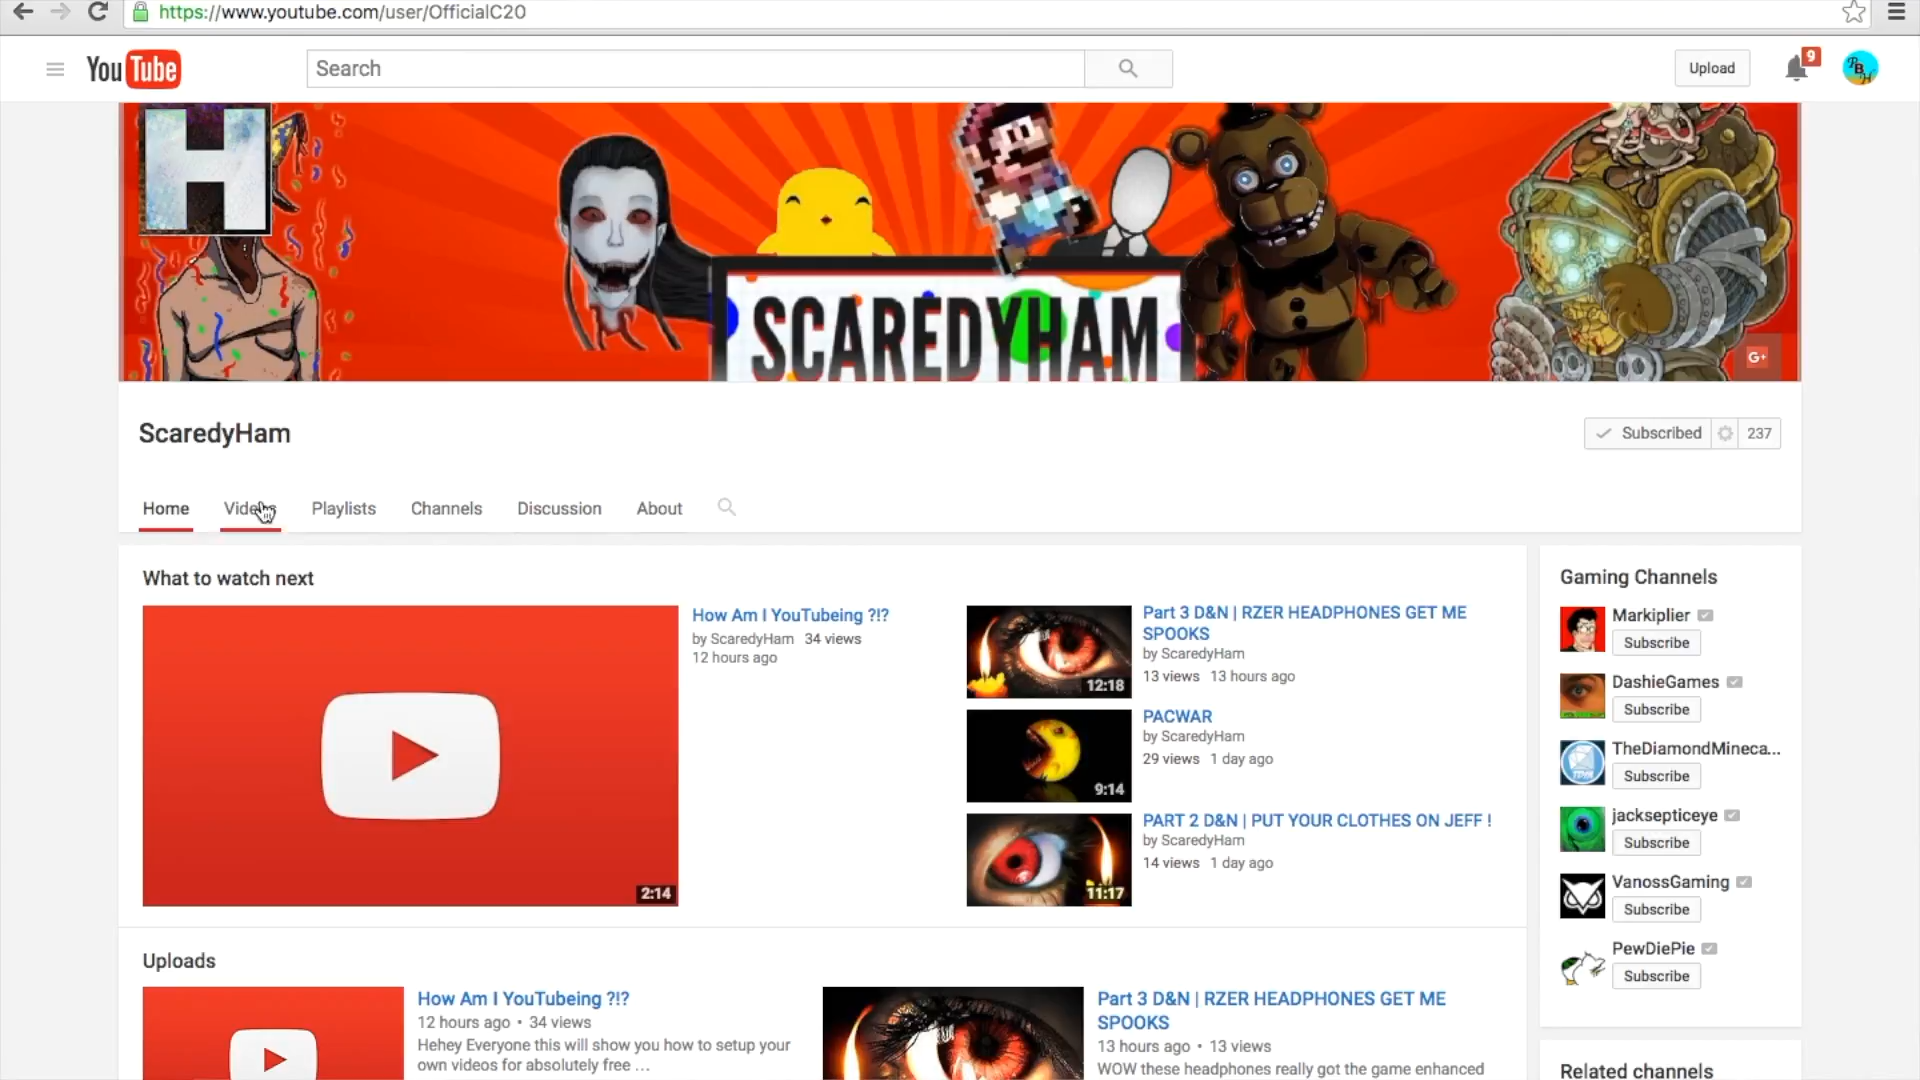 https://www.youtube.com/user/OfficialC20
YouTube
Search
Upload
9
PBH
H
SCAREDYHAM
G+
ScaredyHam
Subscribed
237
Home
Videos
Playlists
Channels
Discussion
About
What to watch next
2:14
How Am I YouTubeing ?!?
by ScaredyHam 34 views
12 hours ago
12:18
Part 3 D&N | RZER HEADPHONES GET ME
SPOOKS
by ScaredyHam
13 views 13 hours ago
9:14
PACWAR
by ScaredyHam
29 views 1 day ago
11:17
PART 2 D&N | PUT YOUR CLOTHES ON JEFF !
by ScaredyHam
14 views 1 day ago
Uploads
How Am I YouTubeing ?!?
12 hours ago • 34 views
Hehey Everyone this will show you how to setup your
own videos for absolutely free ...
Part 3 D&N | RZER HEADPHONES GET ME
SPOOKS
13 hours ago • 13 views
WOW these headphones really got the game enhanced
Gaming Channels
Markiplier
Subscribe
DashieGames
Subscribe
TheDiamondMineca...
Subscribe
jacksepticeye
Subscribe
VanossGaming
Subscribe
PewDiePie
Subscribe
Related channels